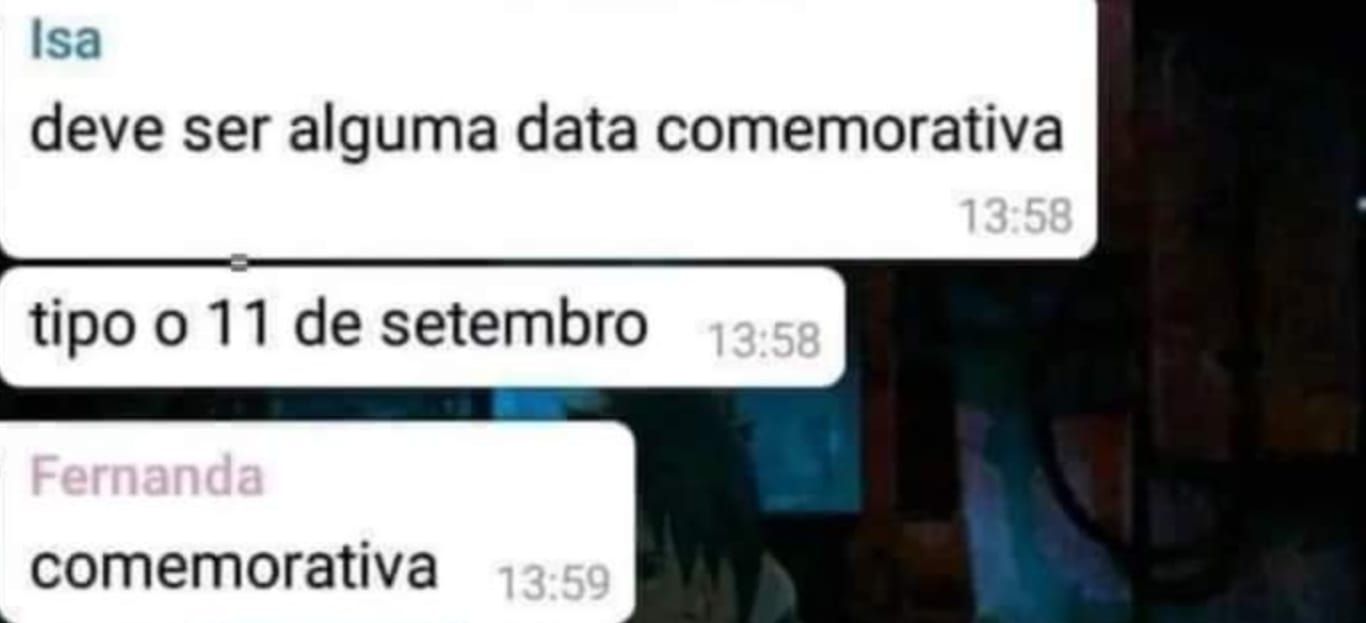 Isa
deve ser alguma data comemorativa
13:58
tipo o 11 de setembro 13:58
Fernanda
comemorativa 13:59